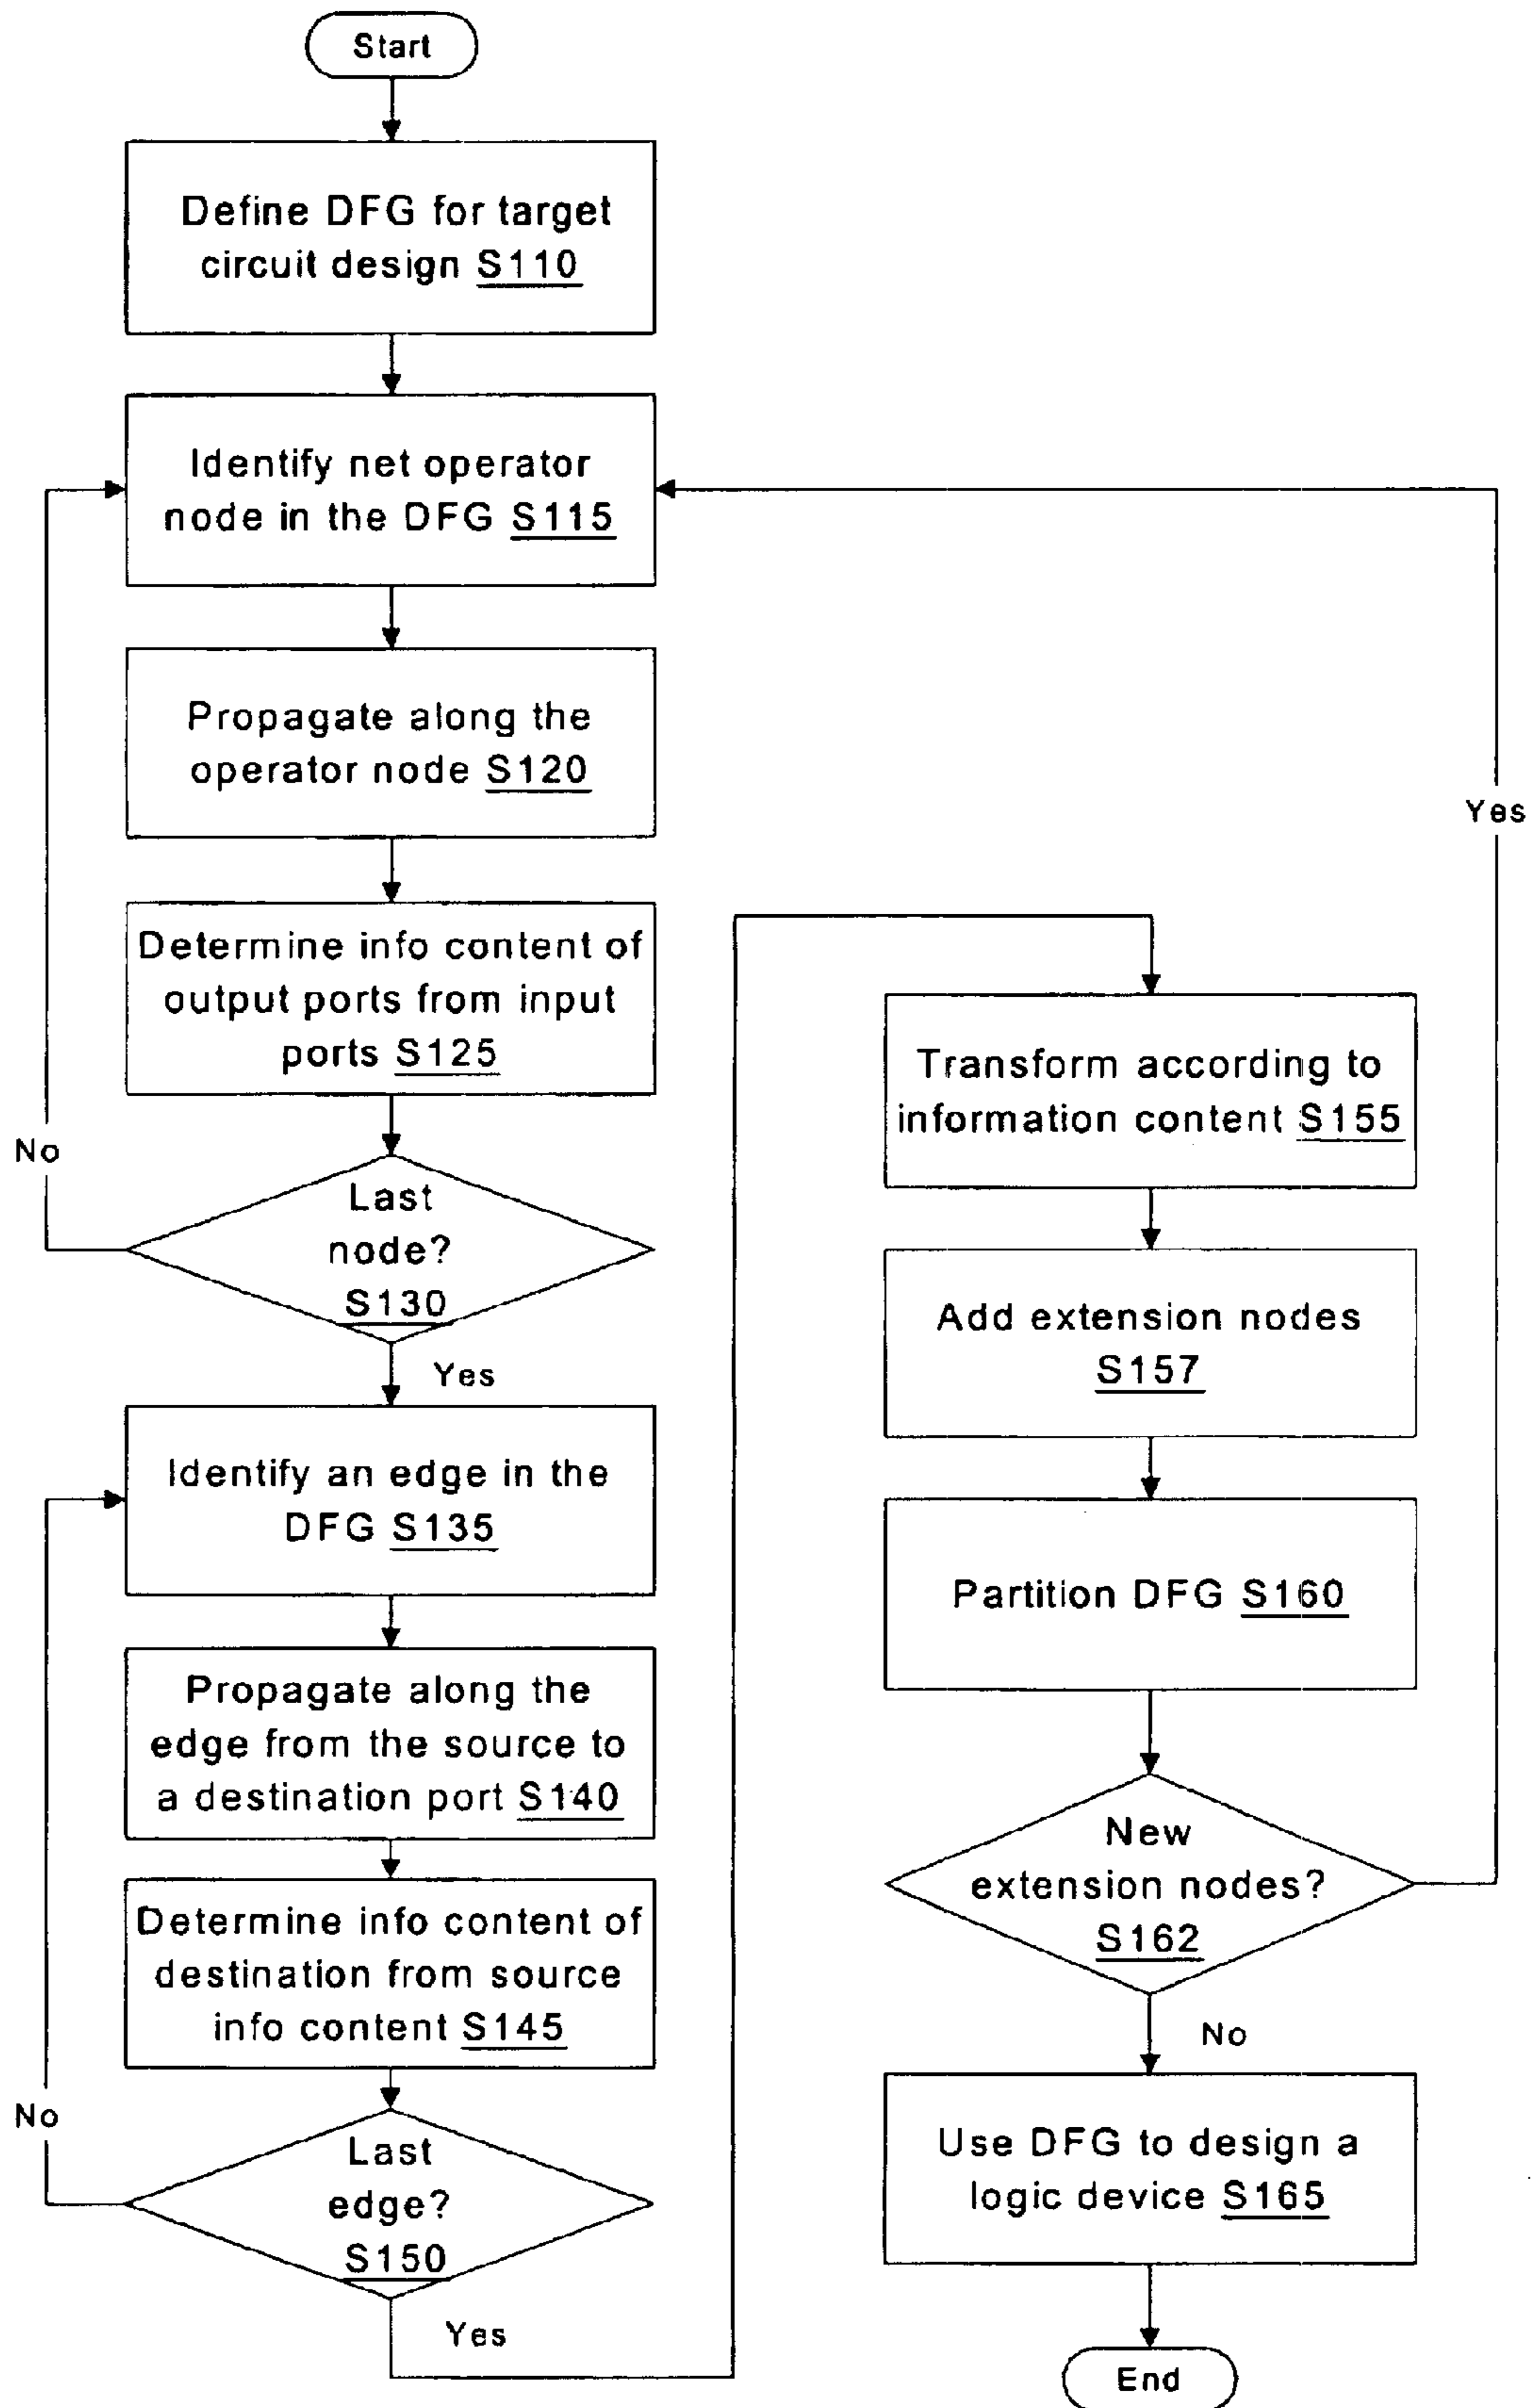 Start
Define DFG for target
circuit design S110
Identify net operator
node in the DFG S115
Propagate along the
operator node S120
Determine info content of
output ports from input
ports S125
No
Last
node?
S130
Yes
Identify an edge in the
DFG S135
Propagate along the
edge from the source to
a destination port S140
Determine info content of
destination from source
info content S145
No
Last
edge?
S150
Yes
Transform according to
information content S155
Add extension nodes
S157
Partition DFG S160
New
extension nodes?
S162
Yes
No
Use DFG to design a
logic device S165
End